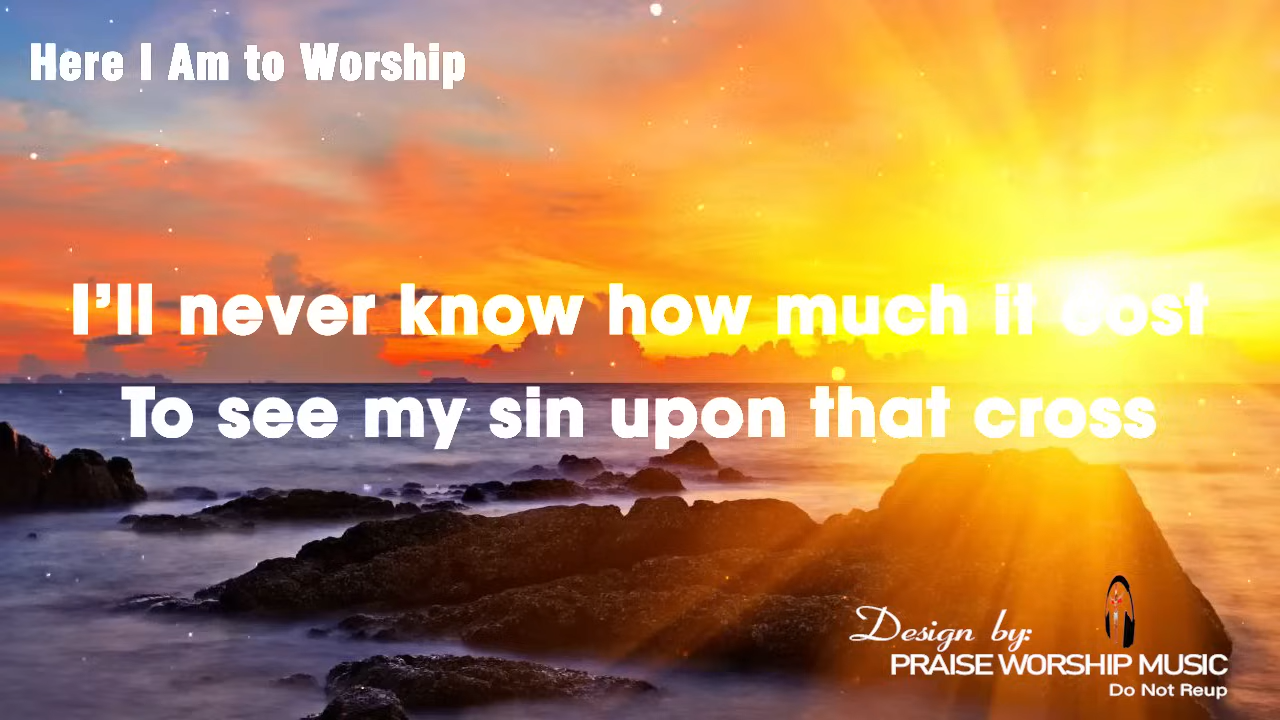 Here I Am to Worship
I’ll never know how much it cost
To see my sin upon that cross
Design by:
PRAISE WORSHIP MUSIC
Do Not Reup